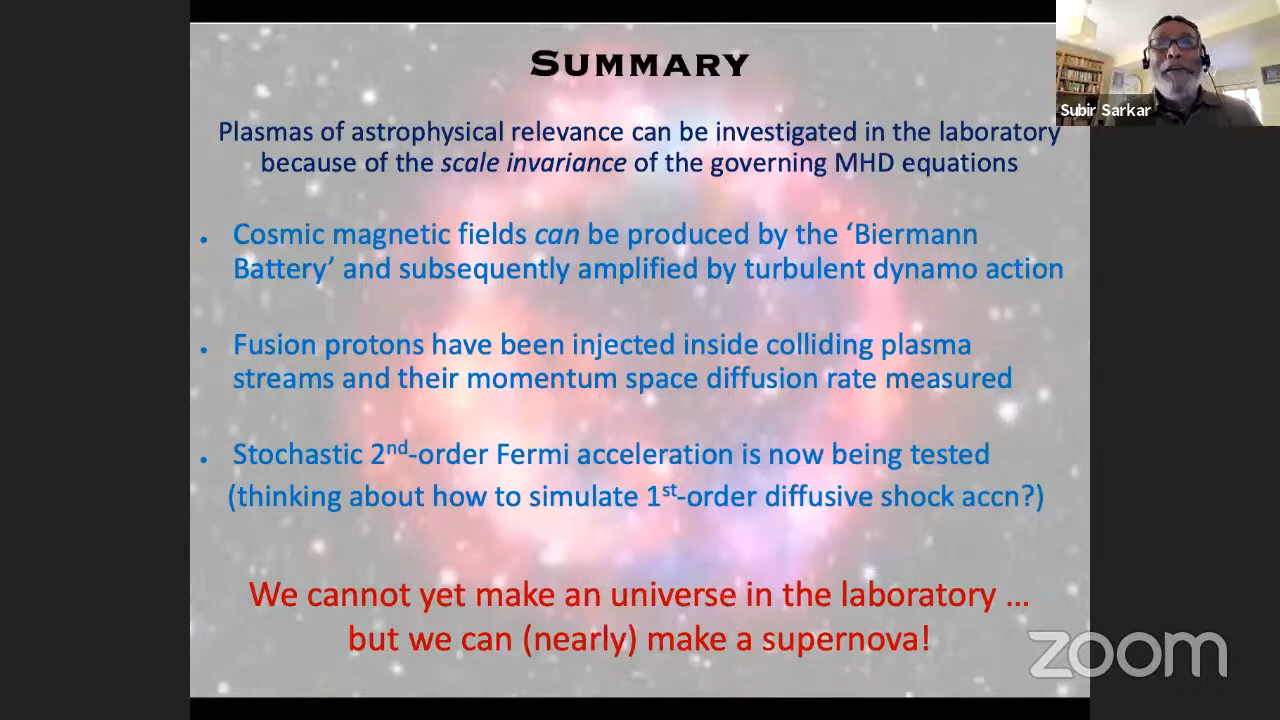 SUMMARY
Subir Sarkar
Plasmas of astrophysical relevance can be investigated in the laboratory
because of the scale invariance of the governing MHD equations
• Cosmic magnetic fields can be produced by the ‘Biermann
Battery’ and subsequently amplified by turbulent dynamo action
• Fusion protons have been injected inside colliding plasma
streams and their momentum space diffusion rate measured
• Stochastic 2nd-order Fermi acceleration is now being tested
(thinking about how to simulate 1st-order diffusive shock accn?)
We cannot yet make an universe in the laboratory ...
but we can (nearly) make a supernova!
zoom